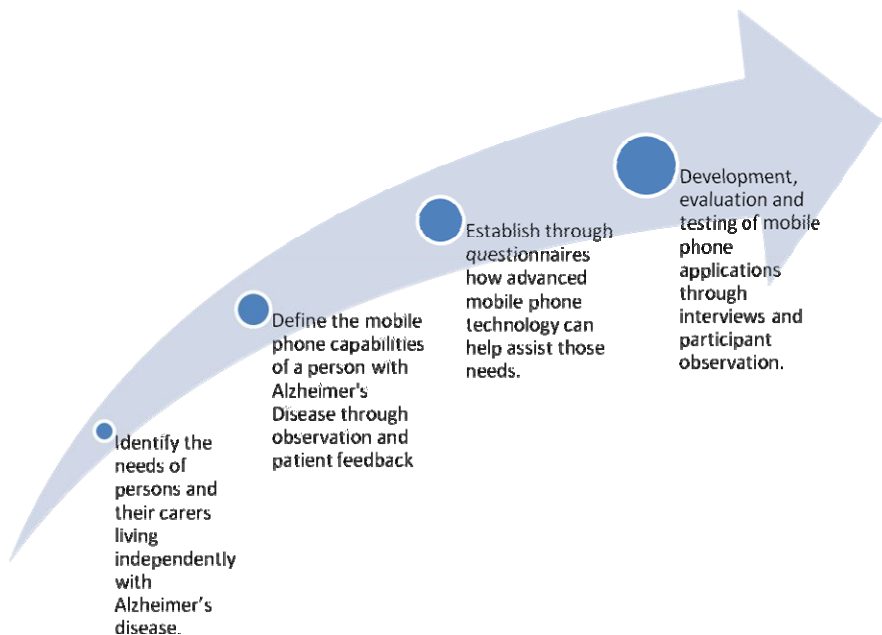 Identify the
needs of
persons and
their carers
living
independently
with
Alzheimer’s
disease.
Define the mobile
phone capabilities
of a person with
Alzheimer's
Disease through
observation and
patient feedback
Establish through
questionnaires
how advanced
mobile phone
technology can
help assist those
needs.
Development,
evaluation and
testing of mobile
phone
applications
through
interviews and
participant
observation.